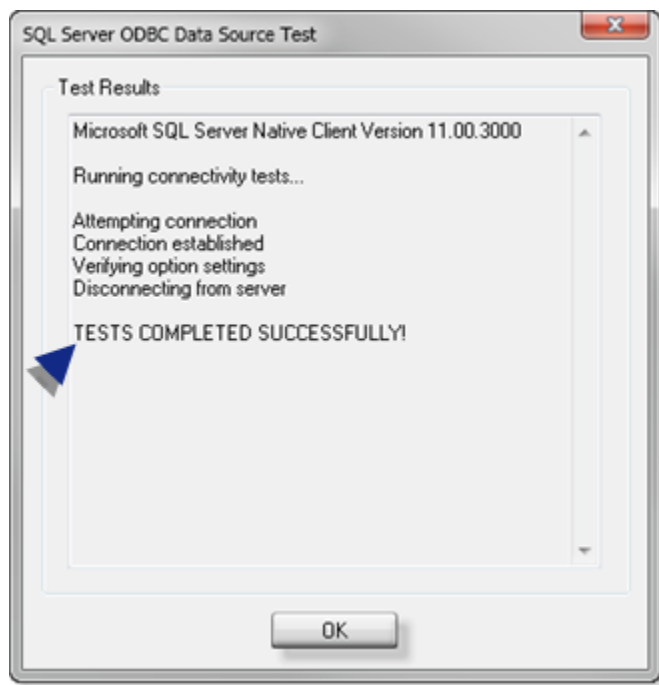 SQL Server ODBC Data Source Test
Test Results
Microsoft SQL Server Native Client Version 11.00.3000
Running connectivity tests...
Attempting connection
Connection established
Verifying option settings
Disconnecting from server
TESTS COMPLETED SUCCESSFULLY!
OK